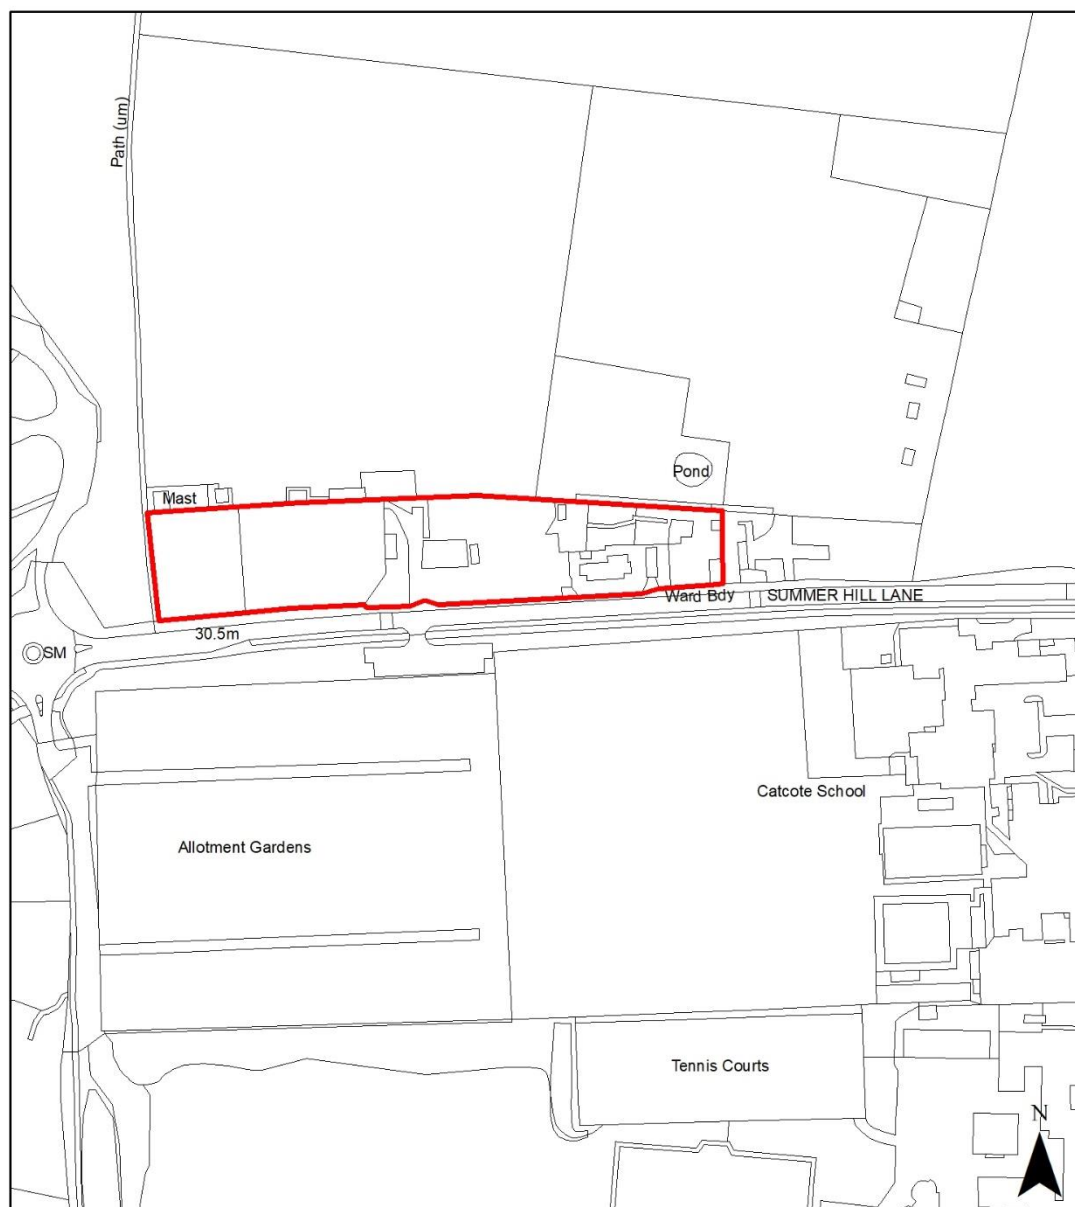 Path (um)
Pond
Mast
Ward Bdy
SUMMER HILL LANE
30.5m
SM
Catcote School
Allotment Gardens
Tennis Courts
N